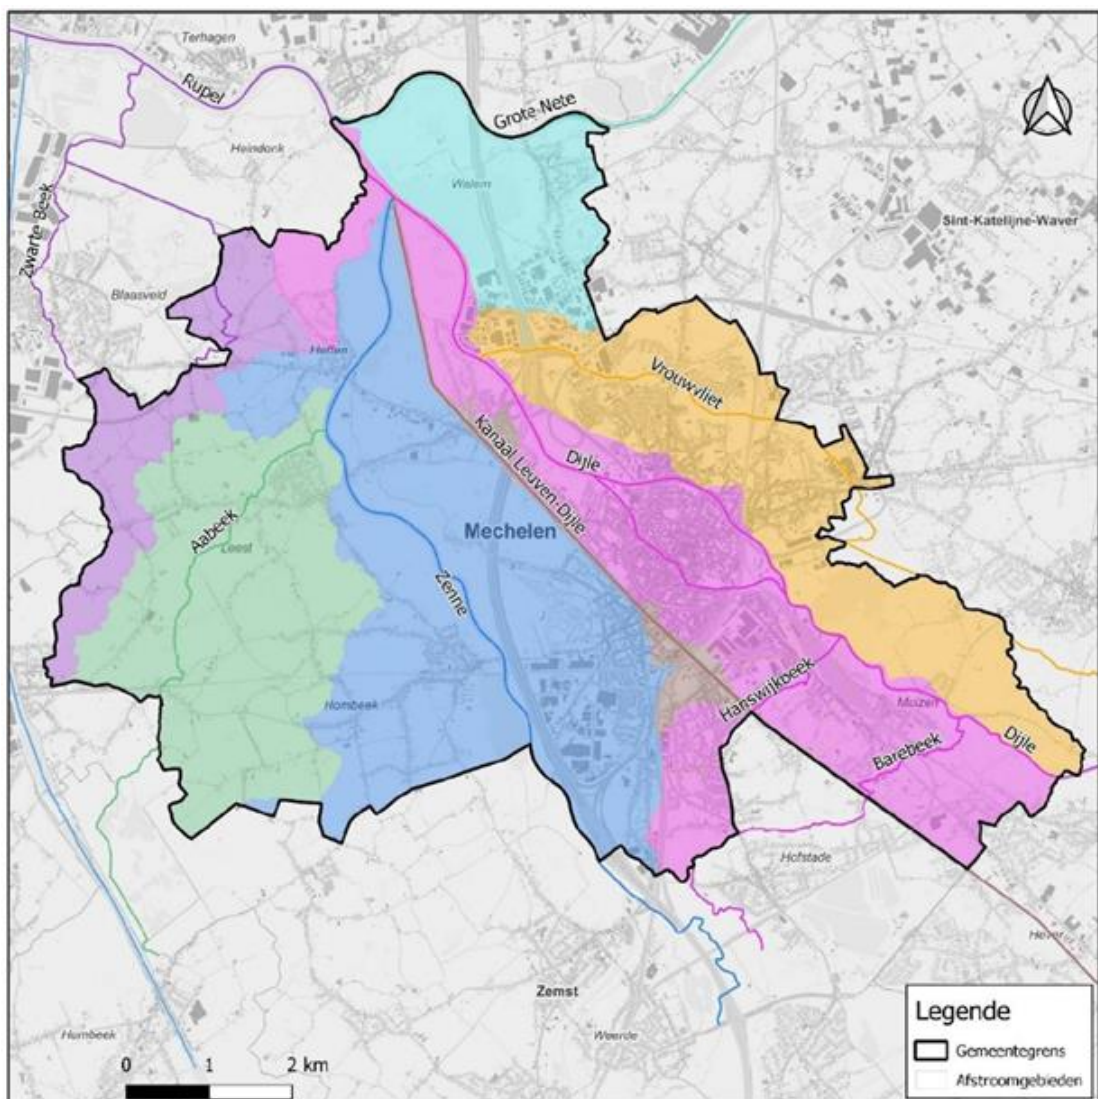 Terhagen
Rupel
Grote Nete
Heindonk
Walem
Sint-Katelijne-Waver
Zwarte Beek
Blaasveld
Heffen
Vrouwvliet
Kanaal Leuven-Dijle
Dijle
Aabeek
Leest
Mechelen
Zenne
Hanswijkbeek
Hombeek
Muizen
Barebeek
Dijle
Hofstade
Hever
Zemst
Weerde
Humbeek
0 1 2 km
Legende
Gemeentegrens
Afstroomgebieden